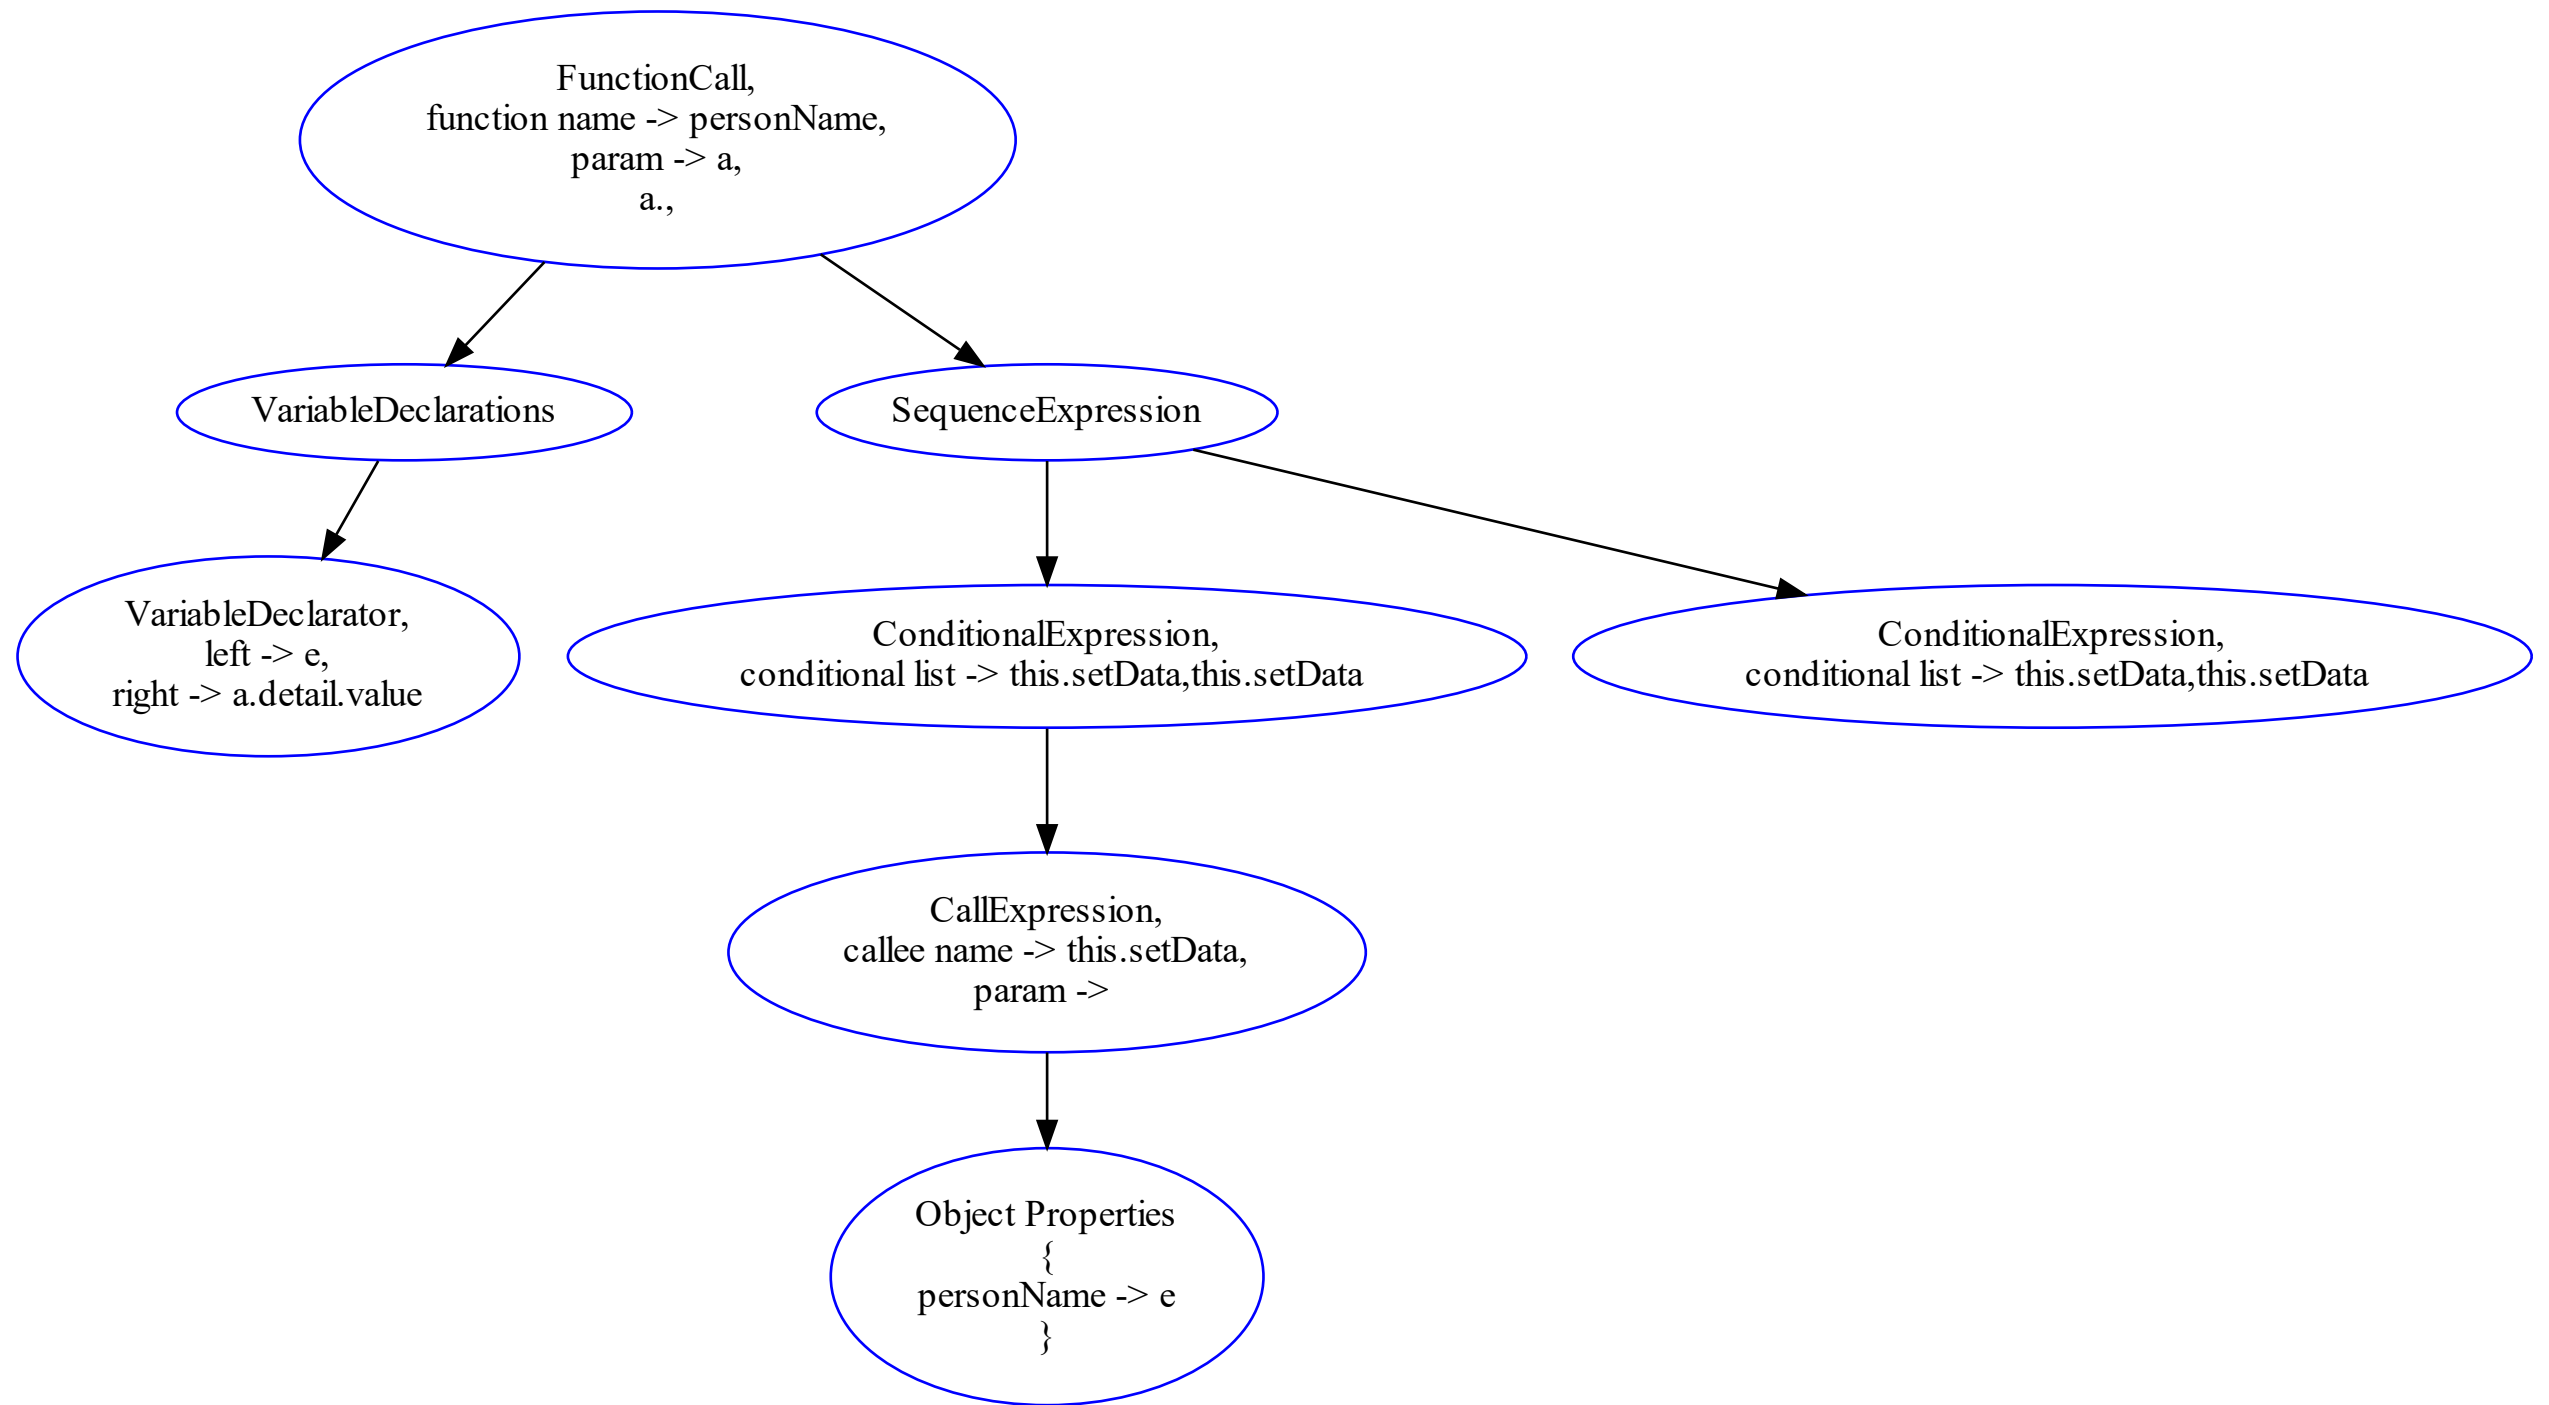 FunctionCall,
function name -> personName,
param -> a,
a.,
VariableDeclarations
SequenceExpression
VariableDeclarator,
left -> e,
right -> a.detail.value
ConditionalExpression,
conditional list -> this.setData,this.setData
ConditionalExpression,
conditional list -> this.setData,this.setData
CallExpression,
callee name -> this.setData,
param ->
Object Properties
{
personName -> e
}